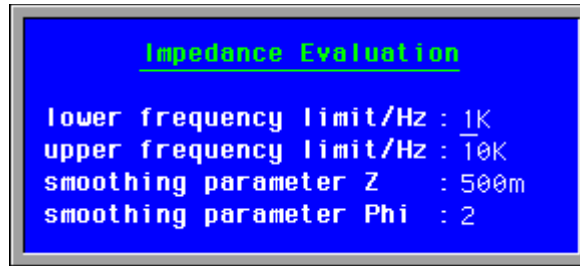 Impedance Evaluation
lower frequency limit/Hz : 1K
upper frequency limit/Hz : 10K
smoothing parameter Z : 500m
smoothing parameter Phi : 2